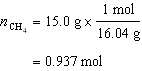 n_CH4 = 15.0 g × 1 mol / 16.04 g
= 0.937 mol